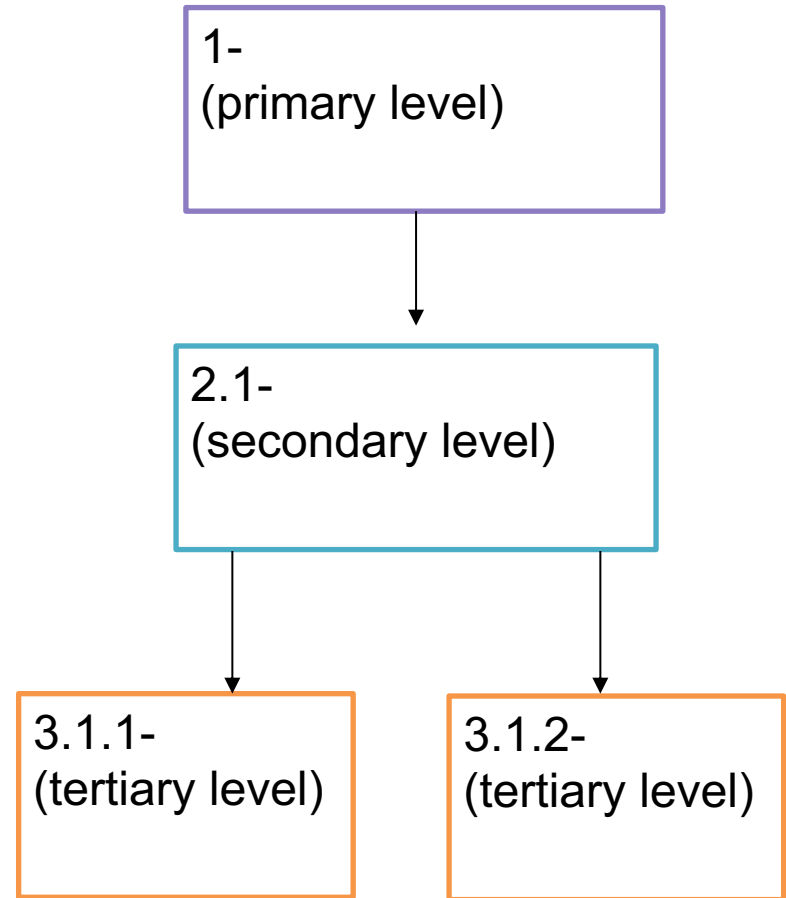 1-
(primary level)
2.1-
(secondary level)
3.1.1-
(tertiary level)
3.1.2-
(tertiary level)